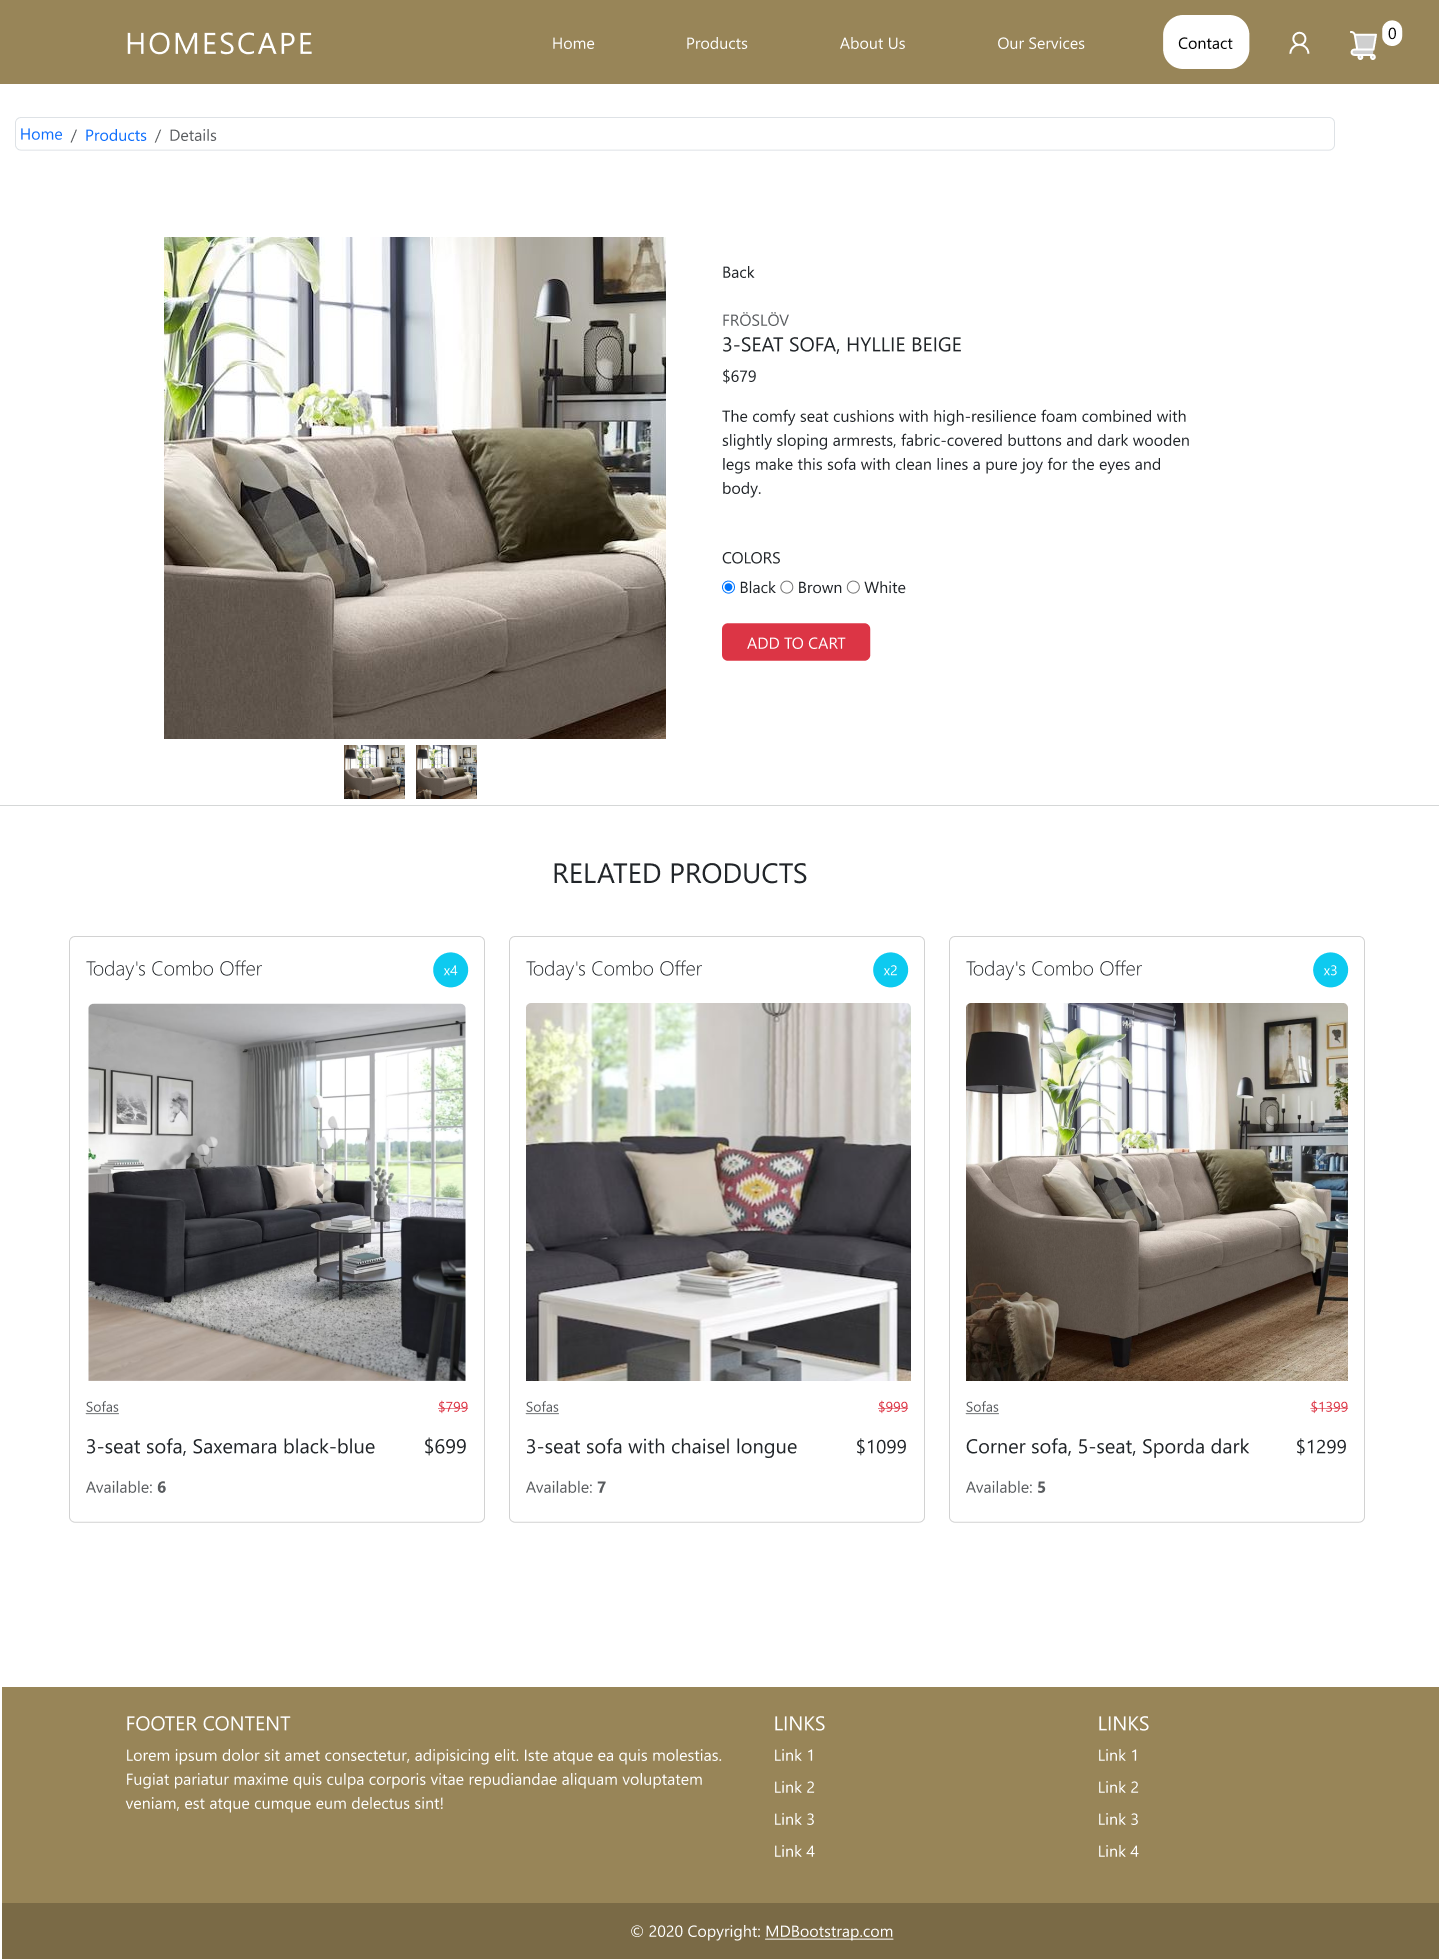 HOMESCAPE
Home
Products
About Us
Our Services
Contact
0
Home / Products / Details
Back
FRÖSLÖV
3-SEAT SOFA, HYLLIE BEIGE
$679
The comfy seat cushions with high-resilience foam combined with
slightly sloping armrests, fabric-covered buttons and dark wooden
legs make this sofa with clean lines a pure joy for the eyes and
body.
COLORS
Black Brown White
ADD TO CART
RELATED PRODUCTS
Today's Combo Offer
x4
Sofas
$799
3-seat sofa, Saxemara black-blue
$699
Available: 6
Today's Combo Offer
x2
Sofas
$999
3-seat sofa with chaisel longue
$1099
Available: 7
Today's Combo Offer
x3
Sofas
$1399
Corner sofa, 5-seat, Sporda dark
$1299
Available: 5
FOOTER CONTENT
Lorem ipsum dolor sit amet consectetur, adipisicing elit. Iste atque ea quis molestias.
Fugiat pariatur maxime quis culpa corporis vitae repudiandae aliquam voluptatem
veniam, est atque cumque eum delectus sint!
LINKS
Link 1
Link 2
Link 3
Link 4
LINKS
Link 1
Link 2
Link 3
Link 4
© 2020 Copyright: MDBootstrap.com